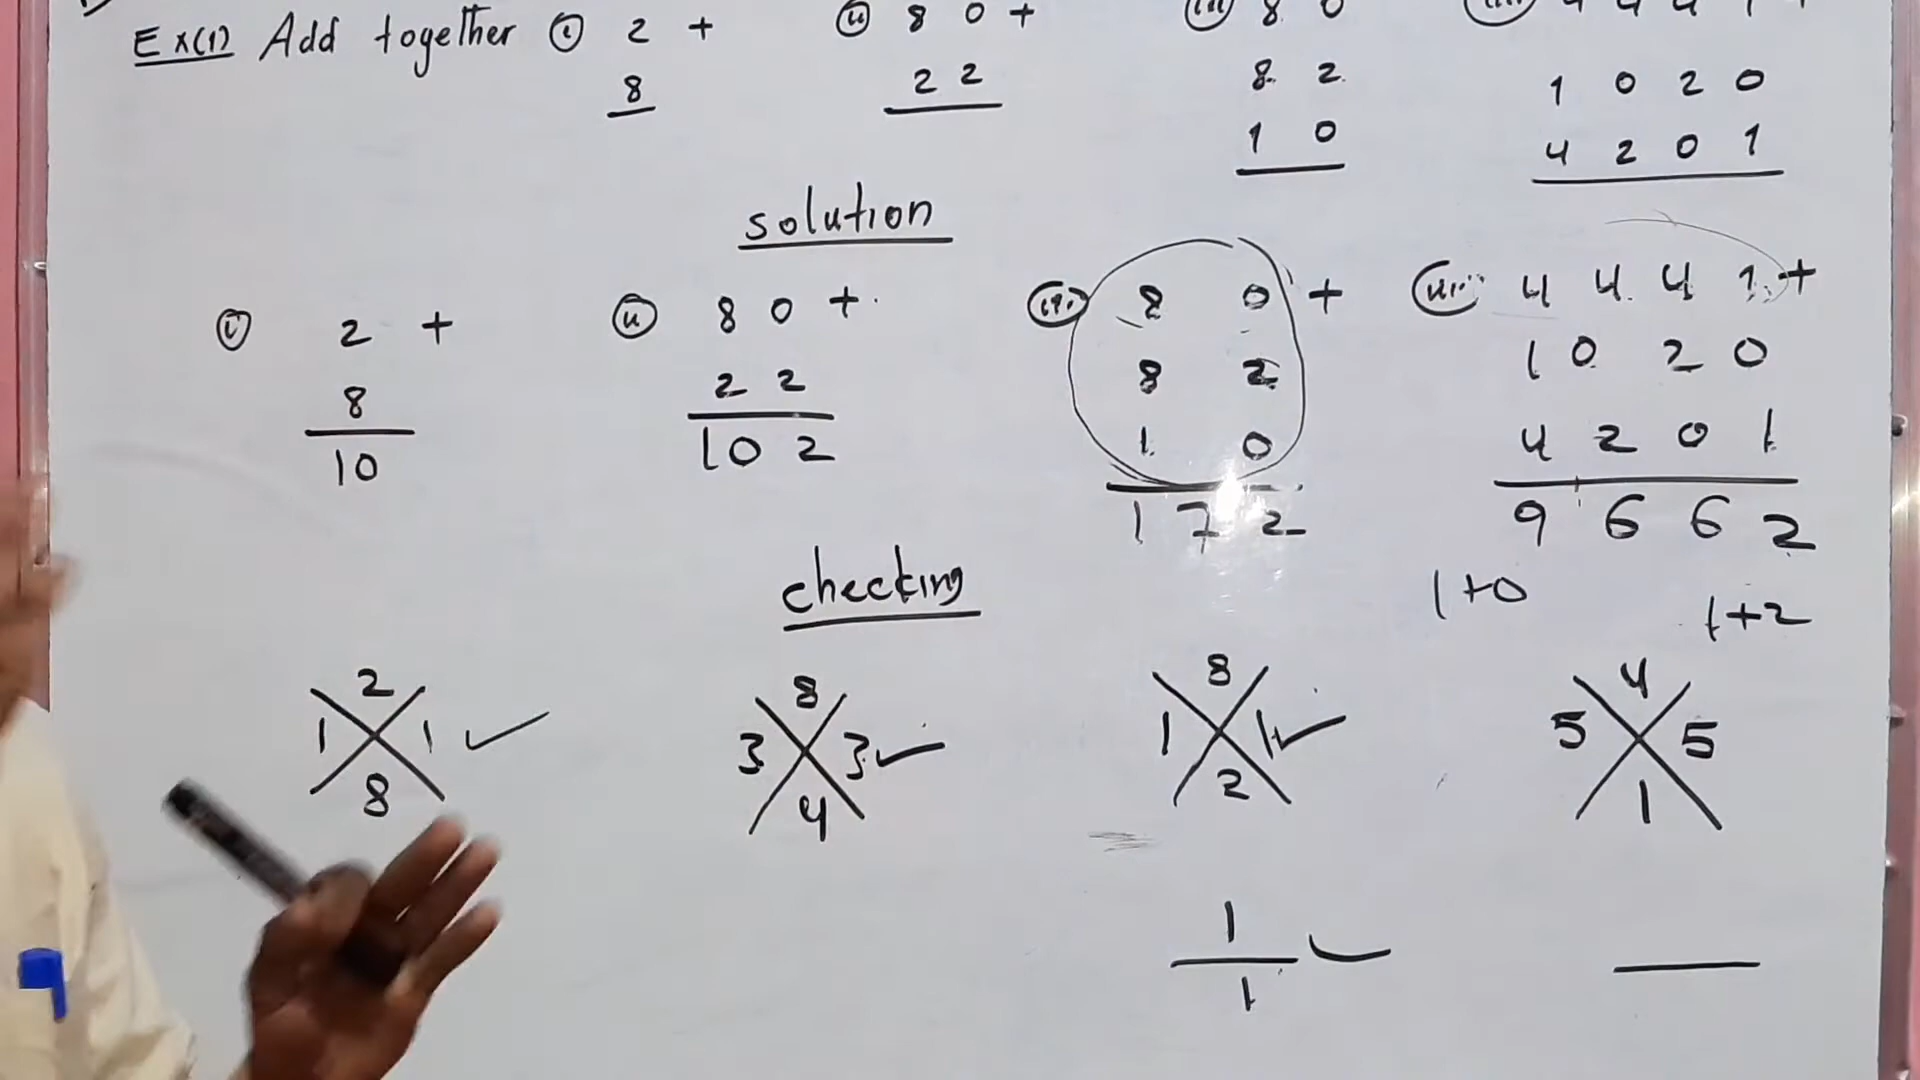 Ex(1) Add together (i) 2 + (ii) 8 0 + (iii) 8 0 4 4 4 1 +
8 2 2 8 2 1 0 2 0
1 0 4 2 0 1
solution
(i) 2 + (ii) 8 0 + (iii) 8 0 + 4 4 4 1 +
8 2 2 8 2 1 0 2 0
10 10 2 1 0 4 2 0 1
1 7 2 9 6 6 2
checking
1+0 1+2
2 8 8 4
1 1 ✓ 3 3 ✓ 1 1 ✓ 5 5
8 4 2 1
1
1 ✓